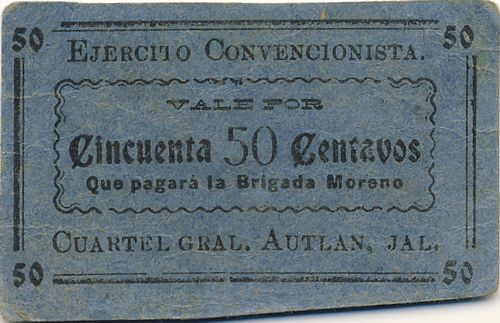 50 50
EJERCITO CONVENCIONISTA.
VALE POR
Cincuenta 50 Centavos
Que pagará la Brigada Moreno
CUARTEL GRAL. AUTLAN, JAL.
50 50